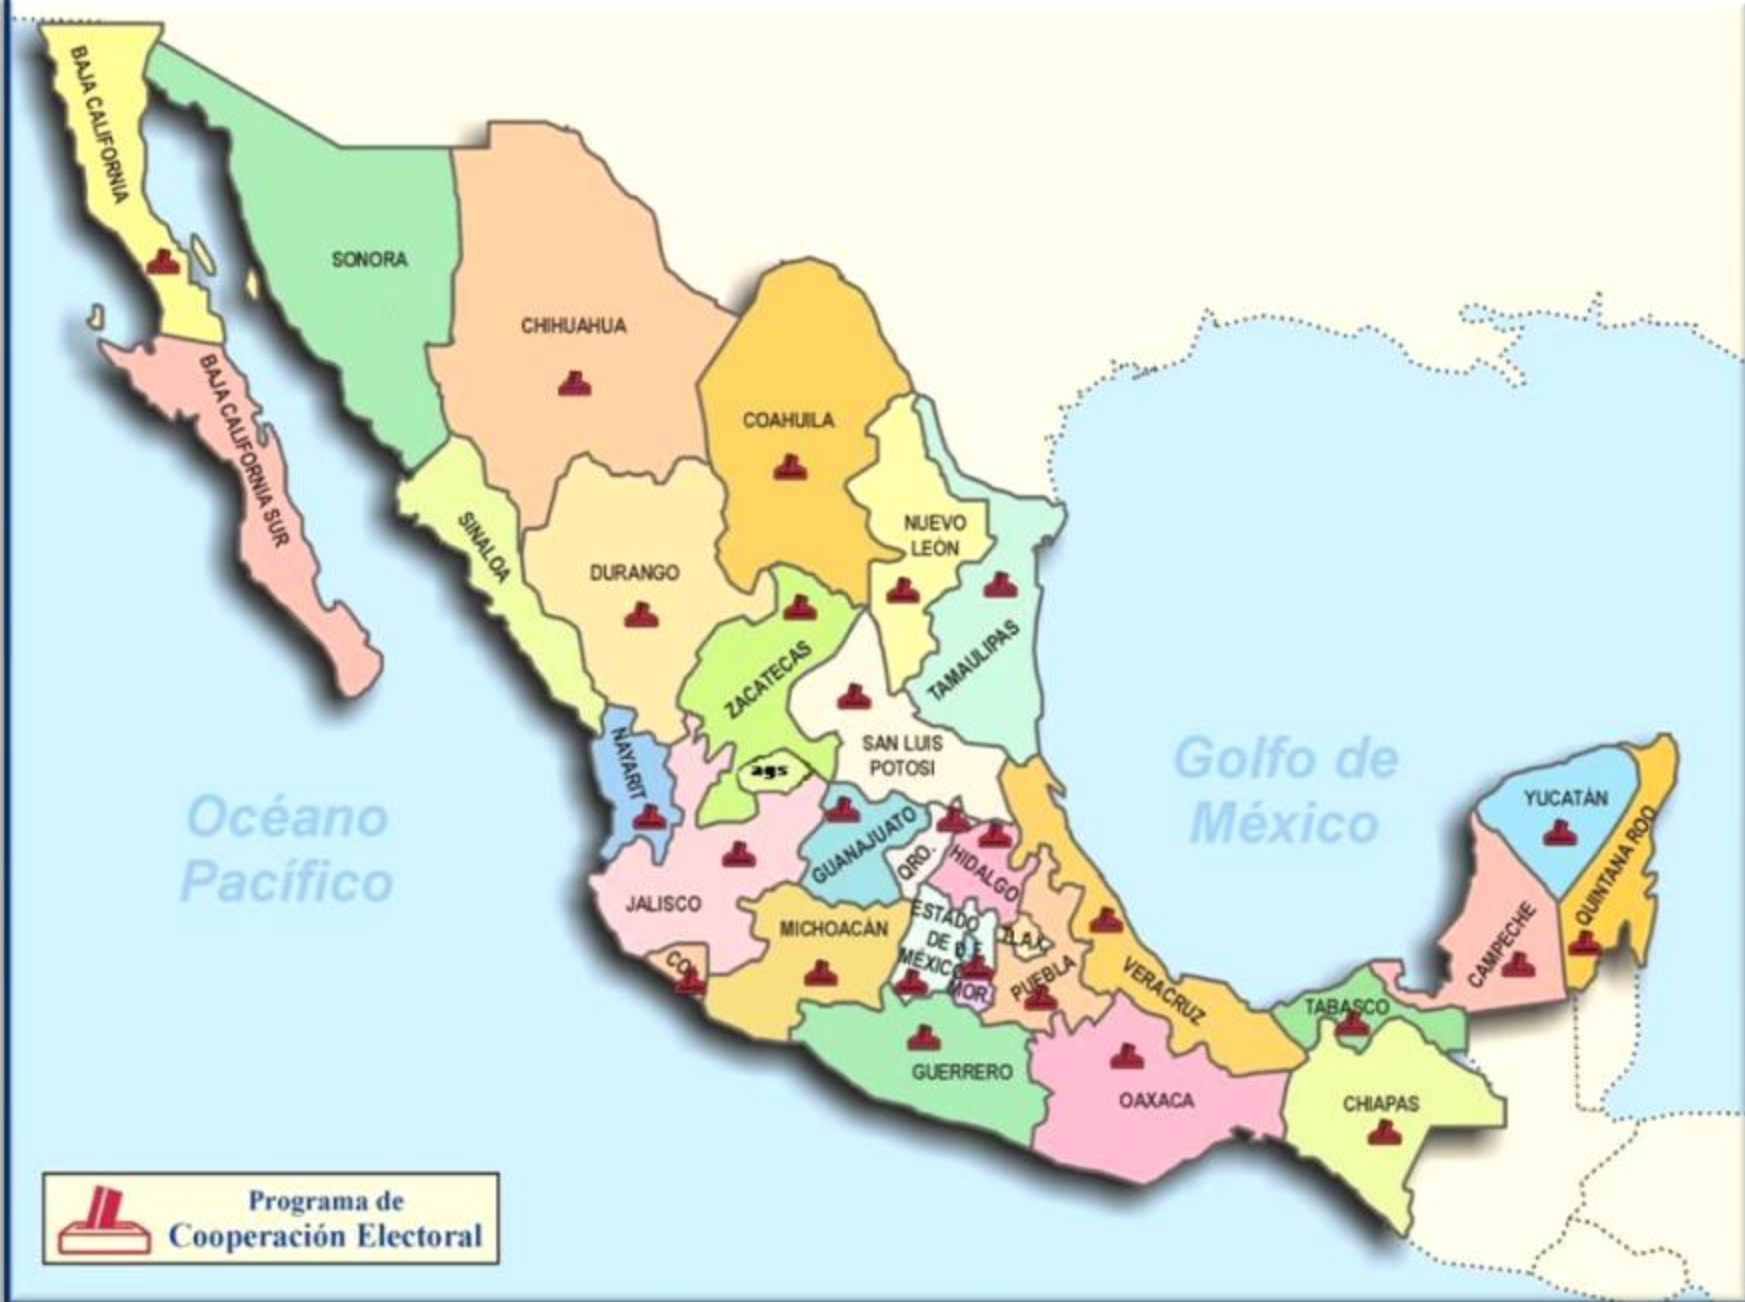 BAJA CALIFORNIA
SONORA
CHIHUAHUA
COAHUILA
BAJA CALIFORNIA SUR
SINALOA
NUEVO
LEÓN
DURANGO
TAMAULIPAS
ZACATECAS
SAN LUIS
POTOSI
NAYARIT
ags
Golfo de
México
Océano
Pacífico
YUCATÁN
QUINTANA ROO
GUANAJUATO
QRO.
HIDALGO
JALISCO
MICHOACÁN
ESTADO
DE
MÉXICO
TLAX.
MOR.
PUEBLA
VERACRUZ
CAMPECHE
TABASCO
GUERRERO
OAXACA
CHIAPAS
Programa de
Cooperación Electoral